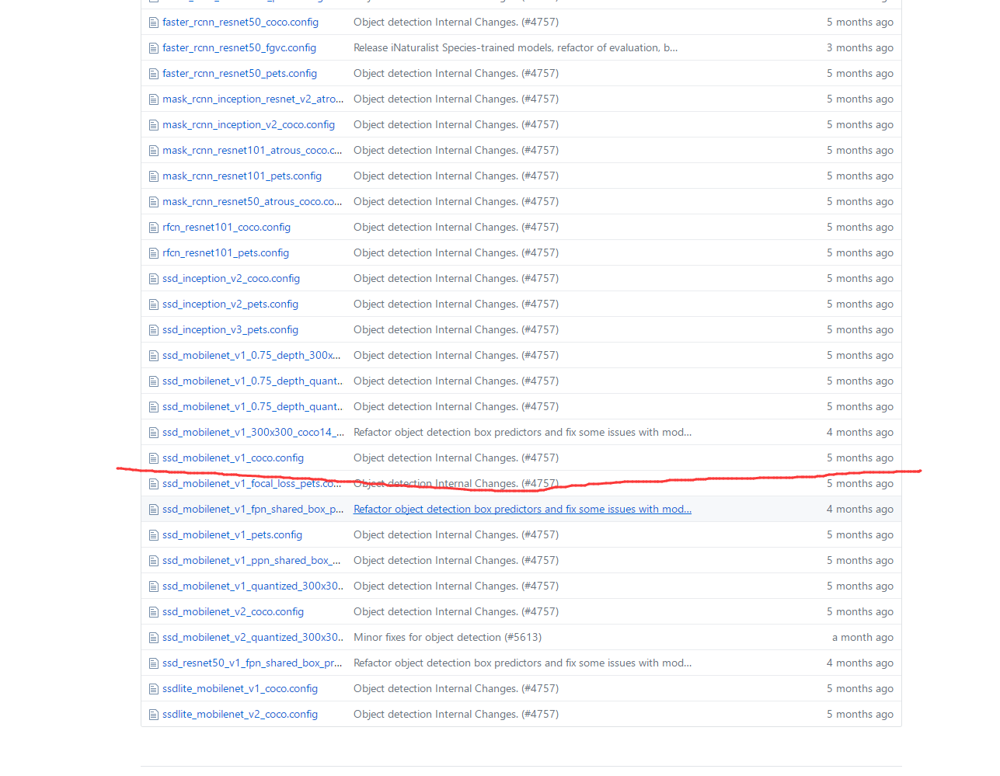 faster_rcnn_resnet50_coco.config Object detection Internal Changes. (#4757) 5 months ago
faster_rcnn_resnet50_fgvc.config Release iNaturalist Species-trained models, refactor of evaluation, b... 3 months ago
faster_rcnn_resnet50_pets.config Object detection Internal Changes. (#4757) 5 months ago
mask_rcnn_inception_resnet_v2_atro... Object detection Internal Changes. (#4757) 5 months ago
mask_rcnn_inception_v2_coco.config Object detection Internal Changes. (#4757) 5 months ago
mask_rcnn_resnet101_atrous_coco.c... Object detection Internal Changes. (#4757) 5 months ago
mask_rcnn_resnet101_pets.config Object detection Internal Changes. (#4757) 5 months ago
mask_rcnn_resnet50_atrous_coco.co... Object detection Internal Changes. (#4757) 5 months ago
rfcn_resnet101_coco.config Object detection Internal Changes. (#4757) 5 months ago
rfcn_resnet101_pets.config Object detection Internal Changes. (#4757) 5 months ago
ssd_inception_v2_coco.config Object detection Internal Changes. (#4757) 5 months ago
ssd_inception_v2_pets.config Object detection Internal Changes. (#4757) 5 months ago
ssd_inception_v3_pets.config Object detection Internal Changes. (#4757) 5 months ago
ssd_mobilenet_v1_0.75_depth_300x... Object detection Internal Changes. (#4757) 5 months ago
ssd_mobilenet_v1_0.75_depth_quant.. Object detection Internal Changes. (#4757) 5 months ago
ssd_mobilenet_v1_0.75_depth_quant.. Object detection Internal Changes. (#4757) 5 months ago
ssd_mobilenet_v1_300x300_coco14_... Refactor object detection box predictors and fix some issues with mod... 4 months ago
ssd_mobilenet_v1_coco.config Object detection Internal Changes. (#4757) 5 months ago
ssd_mobilenet_v1_focal_loss_pets.co... Object detection Internal Changes. (#4757) 5 months ago
ssd_mobilenet_v1_fpn_shared_box_p... Refactor object detection box predictors and fix some issues with mod... 4 months ago
ssd_mobilenet_v1_pets.config Object detection Internal Changes. (#4757) 5 months ago
ssd_mobilenet_v1_ppn_shared_box_... Object detection Internal Changes. (#4757) 5 months ago
ssd_mobilenet_v1_quantized_300x30.. Object detection Internal Changes. (#4757) 5 months ago
ssd_mobilenet_v2_coco.config Object detection Internal Changes. (#4757) 5 months ago
ssd_mobilenet_v2_quantized_300x30.. Minor fixes for object detection (#5613) a month ago
ssd_resnet50_v1_fpn_shared_box_pr... Refactor object detection box predictors and fix some issues with mod... 4 months ago
ssdlite_mobilenet_v1_coco.config Object detection Internal Changes. (#4757) 5 months ago
ssdlite_mobilenet_v2_coco.config Object detection Internal Changes. (#4757) 5 months ago